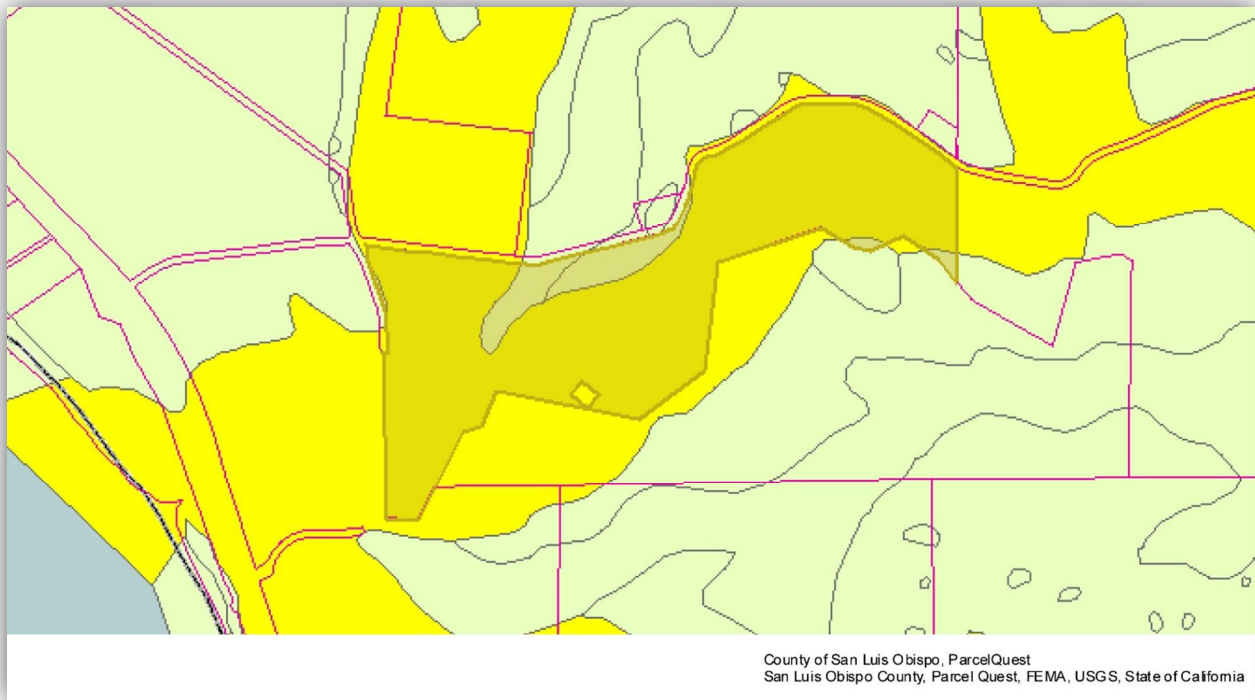 County of San Luis Obispo, ParcelQuest
San Luis Obispo County, Parcel Quest, FEMA, USGS, State of California